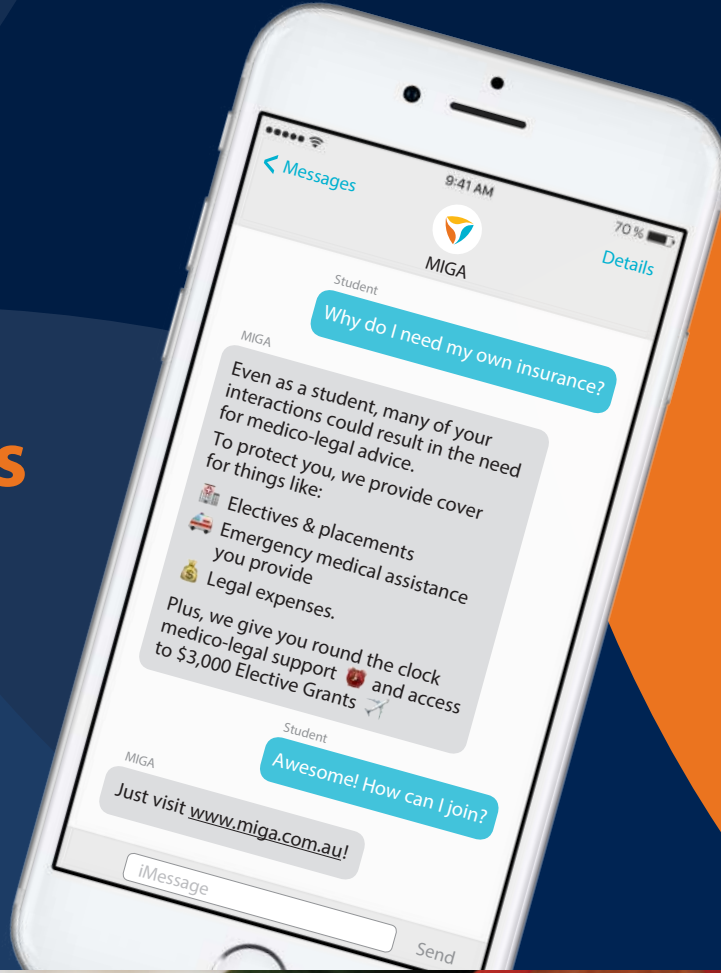 9:41 AM
70 %
Messages
MIGA
Details
Student
Why do I need my own insurance?
MIGA
Even as a student, many of your
interactions could result in the need
for medico-legal advice.
To protect you, we provide cover
for things like:
Electives & placements
Emergency medical assistance
you provide
Legal expenses.
Plus, we give you round the clock
medico-legal support and access
to $3,000 Elective Grants
s
Student
Awesome! How can I join?
MIGA
Just visit www.miga.com.au!
iMessage
Send